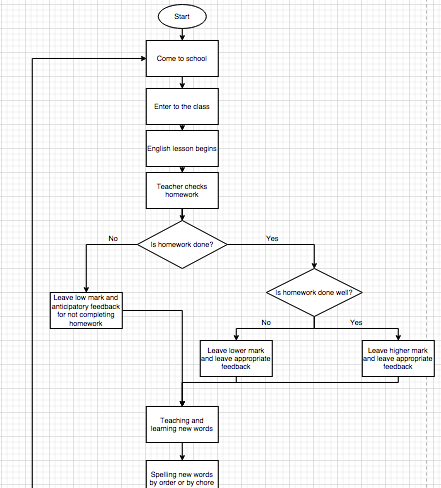 Start
Come to school
Enter to the class
English lesson begins
Teacher checks
homework
Is homework done?
No
Yes
Is homework done well?
Leave low mark and
anticipatory feedback
for not completing
homework
No
Yes
Leave lower mark
and leave appropriate
feedback
Leave higher mark
and leave appropriate
feedback
Teaching and
learning new words
Spelling new words
by order or by chore